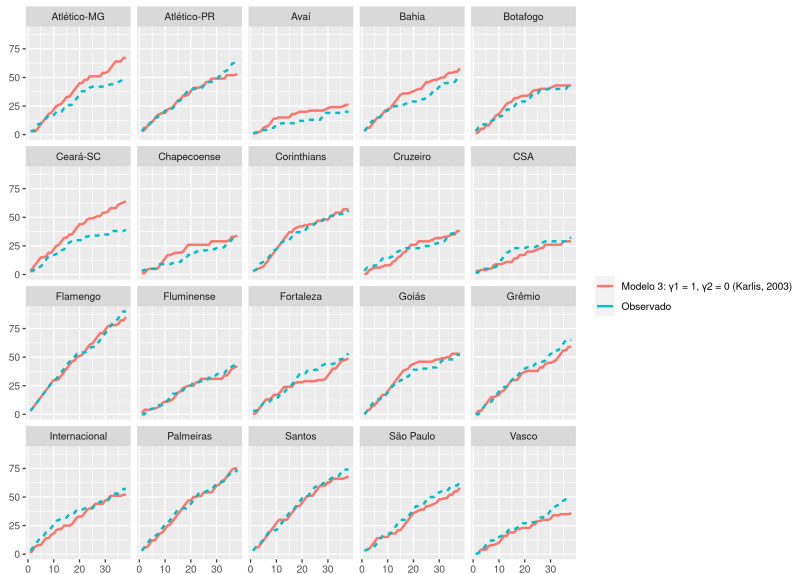 Atlético-MG Atlético-PR Avaí Bahia Botafogo
75
50
25
0
Ceará-SC Chapecoense Corinthians Cruzeiro CSA
75
50
25
0
Flamengo Fluminense Fortaleza Goiás Grêmio
75
50
25
0
Internacional Palmeiras Santos São Paulo Vasco
75
50
25
0
0 10 20 30 0 10 20 30 0 10 20 30 0 10 20 30 0 10 20 30
Modelo 3: γ1 = 1, γ2 = 0 (Karlis, 2003)
Observado